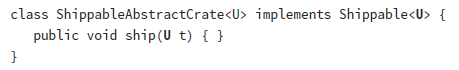 class ShippableAbstractCrate<U> implements Shippable<U> {
   public void ship(U t) { }
}